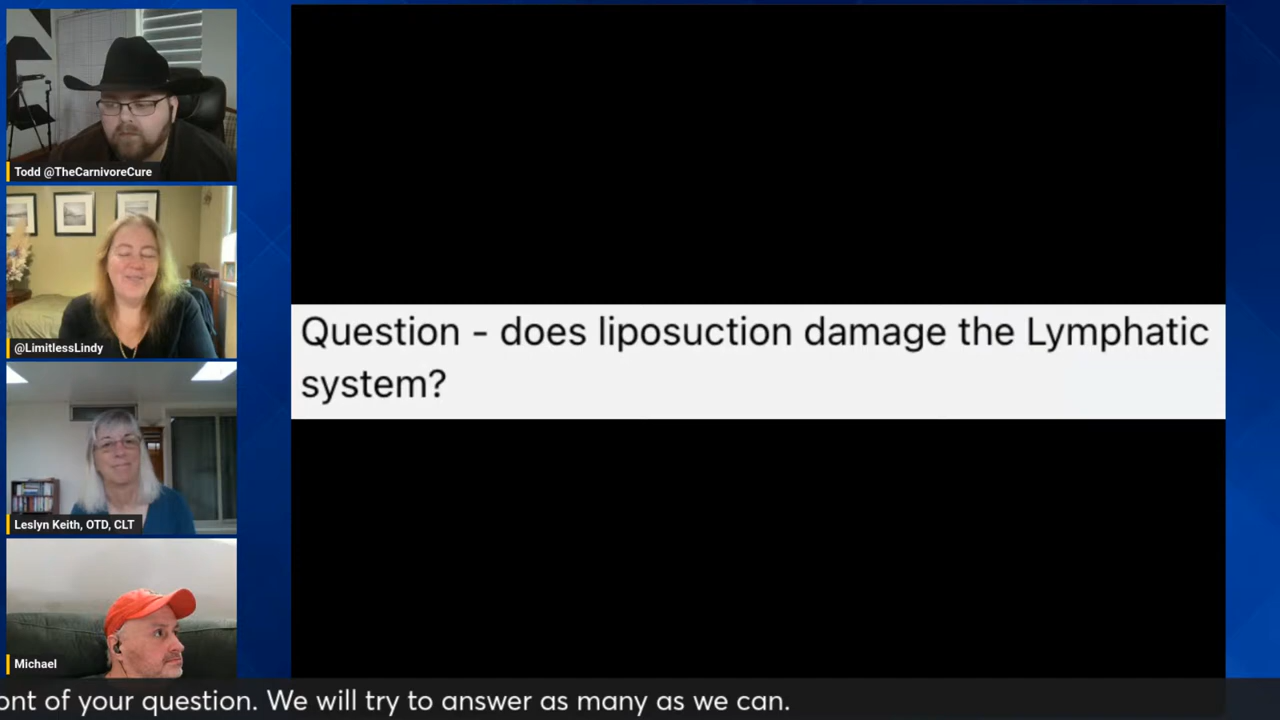 Todd @TheCarnivoreCure
@LimitlessLindy
Leslyn Keith, OTD, CLT
Michael
Question - does liposuction damage the Lymphatic
system?
of your question. We will try to answer as many as we can.